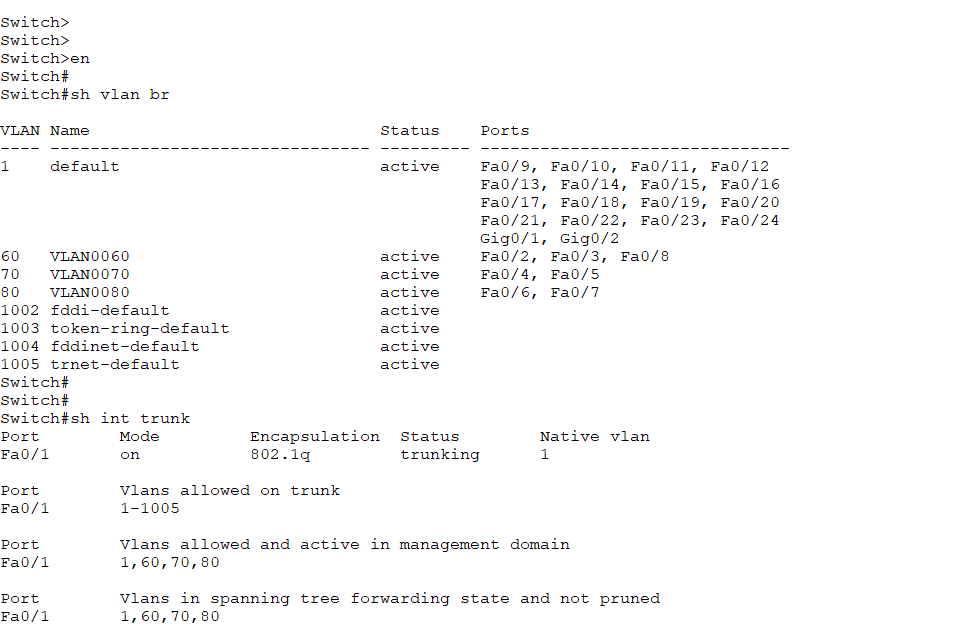 Switch>
Switch>
Switch>en
Switch#
Switch#sh vlan br
VLAN Name                             Status    Ports
---- -------------------------------- --------- -------------------------------
1    default                          active    Fa0/9, Fa0/10, Fa0/11, Fa0/12
                                                Fa0/13, Fa0/14, Fa0/15, Fa0/16
                                                Fa0/17, Fa0/18, Fa0/19, Fa0/20
                                                Fa0/21, Fa0/22, Fa0/23, Fa0/24
                                                Gig0/1, Gig0/2
60   VLAN0060                         active    Fa0/2, Fa0/3, Fa0/8
70   VLAN0070                         active    Fa0/4, Fa0/5
80   VLAN0080                         active    Fa0/6, Fa0/7
1002 fddi-default                     active
1003 token-ring-default               active
1004 fddinet-default                  active
1005 trnet-default                    active
Switch#
Switch#
Switch#sh int trunk
Port        Mode         Encapsulation  Status        Native vlan
Fa0/1       on           802.1q         trunking      1
Port        Vlans allowed on trunk
Fa0/1       1-1005
Port        Vlans allowed and active in management domain
Fa0/1       1,60,70,80
Port        Vlans in spanning tree forwarding state and not pruned
Fa0/1       1,60,70,80